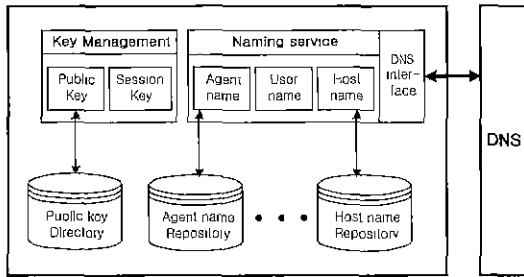 Key Management
Naming service
Public
Key
Session
Key
Agent
name
User
name
Host
name
DNS
inter-
face
DNS
Public key
Directory
Agent name
Repository
Host name
Repository